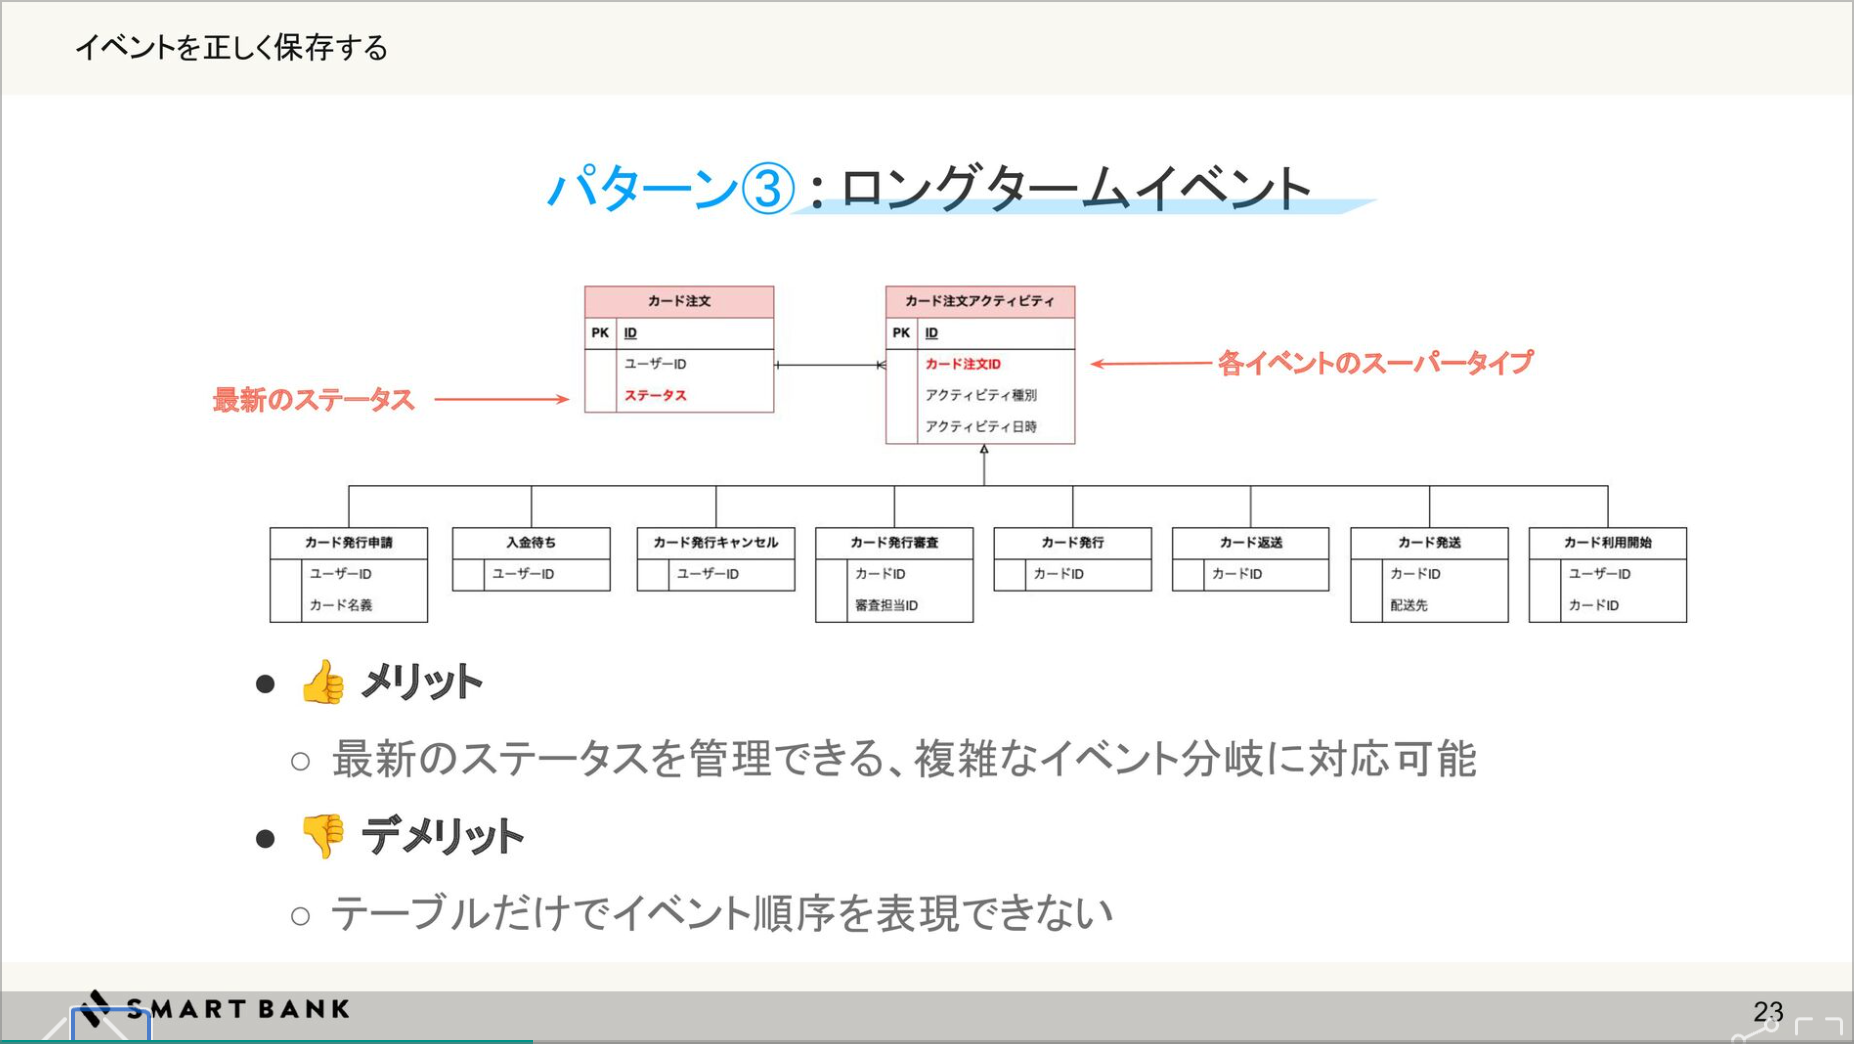 イベントを正しく保存する
パターン③：ロングタームイベント
カード注文
PK ID
ユーザーID
ステータス
カード注文アクティビティ
PK ID
カード注文ID
アクティビティ種別
アクティビティ日時
最新のステータス
各イベントのスーパータイプ
カード発行申請
ユーザーID
カード名義
入金待ち
ユーザーID
カード発行キャンセル
ユーザーID
カード発行審査
カードID
審査担当ID
カード発行
カードID
カード返送
カードID
カード発送
カードID
配送先
カード利用開始
ユーザーID
カードID
● 👍 メリット
○ 最新のステータスを管理できる、複雑なイベント分岐に対応可能
● 👎 デメリット
○ テーブルだけでイベント順序を表現できない
SMART BANK
23